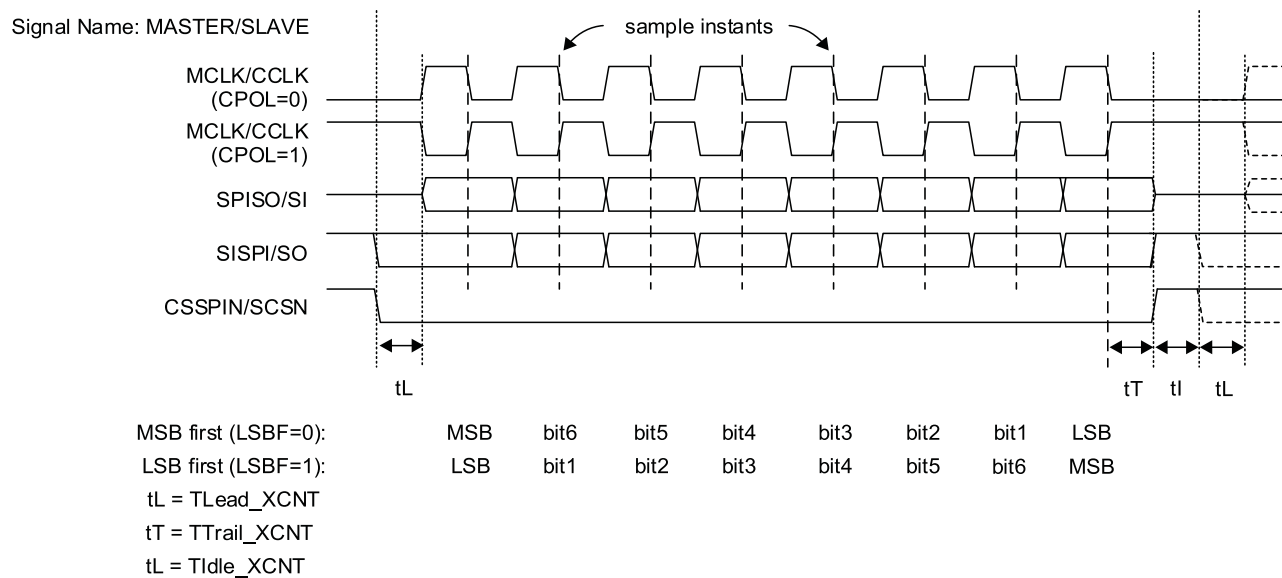 Signal Name: MASTER/SLAVE
sample instants
MCLK/CCLK
(CPOL=0)
MCLK/CCLK
(CPOL=1)
SPISO/SI
SISPI/SO
CSSPIN/SCSN
tL tT tI tL
MSB first (LSBF=0): MSB bit6 bit5 bit4 bit3 bit2 bit1 LSB
LSB first (LSBF=1): LSB bit1 bit2 bit3 bit4 bit5 bit6 MSB
tL = TLead_XCNT
tT = TTrail_XCNT
tL = TIdle_XCNT